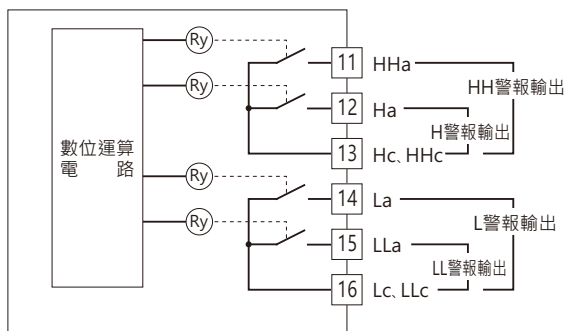 Ry
11 HHa
HH警報輸出
Ry
12 Ha
H警報輸出
13 Hc、HHc
數位運算
電路
Ry
14 La
L警報輸出
Ry
15 LLa
LL警報輸出
16 Lc、LLc